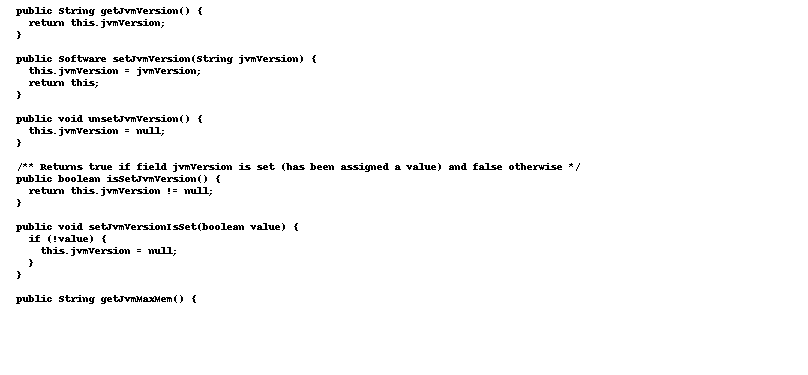 public String getJvmVersion() {
  return this.jvmVersion;
}

public Software setJvmVersion(String jvmVersion) {
  this.jvmVersion = jvmVersion;
  return this;
}

public void unsetJvmVersion() {
  this.jvmVersion = null;
}

/** Returns true if field jvmVersion is set (has been assigned a value) and false otherwise */
public boolean isSetJvmVersion() {
  return this.jvmVersion != null;
}

public void setJvmVersionIsSet(boolean value) {
  if (!value) {
    this.jvmVersion = null;
  }
}

public String getJvmMaxMem() {